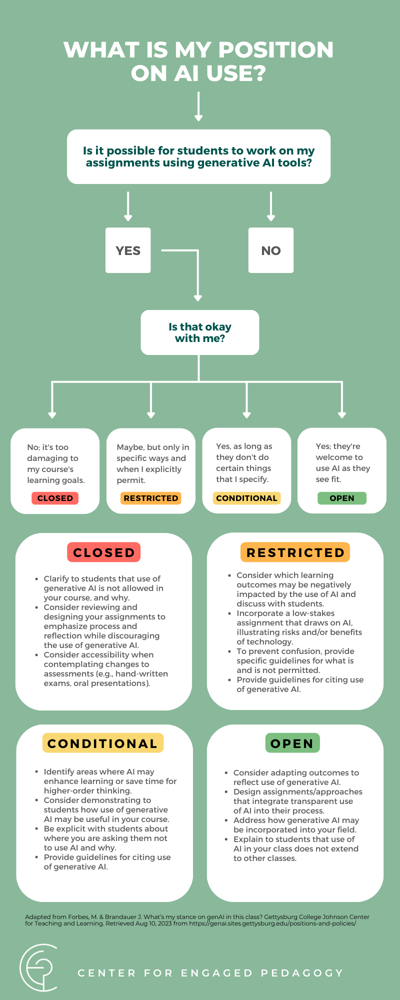 WHAT IS MY POSITION
ON AI USE?
Is it possible for students to work on my
assignments using generative AI tools?
YES
NO
Is that okay
with me?
No; it's too
damaging to
my course's
learning goals.
CLOSED
Maybe, but only in
specific ways and
when I explicitly
permit.
RESTRICTED
Yes, as long as
they don't do
certain things
that I specify.
CONDITIONAL
Yes; they're
welcome to
use AI as they
see fit.
OPEN
CLOSED
• Clarify to students that use of
generative AI is not allowed in
your course, and why.
• Consider reviewing and
designing your assignments to
emphasize process and
reflection while discouraging
the use of generative AI.
• Consider accessibility when
contemplating changes to
assessments (e.g., hand-written
exams, oral presentations).
RESTRICTED
• Consider which learning
outcomes may be negatively
impacted by the use of AI and
discuss with students.
• Incorporate a low-stakes
assignment that draws on AI,
illustrating risks and/or benefits
of technology.
• To prevent confusion, provide
specific guidelines for what is
and is not permitted.
• Provide guidelines for citing use
of generative AI.
CONDITIONAL
• Identify areas where AI may
enhance learning or save time for
higher-order thinking.
• Consider demonstrating to
students how use of generative
AI may be useful in your course.
• Be explicit with students about
where you are asking them not
to use AI and why.
• Provide guidelines for citing use
of generative AI.
OPEN
• Consider adapting outcomes to
reflect use of generative AI.
• Design assignments/approaches
that integrate transparent use
of AI into their process.
• Address how generative AI may
be incorporated into your field.
• Explain to students that use of
AI in your class does not extend
to other classes.
Adapted from Forbes, M. & Brandauer J. What's my stance on genAI in this class? Gettysburg College Johnson Center
for Teaching and Learning. Retrieved Aug 10, 2023 from https://genai.sites.gettysburg.edu/positions-and-policies/
CENTER FOR ENGAGED PEDAGOGY